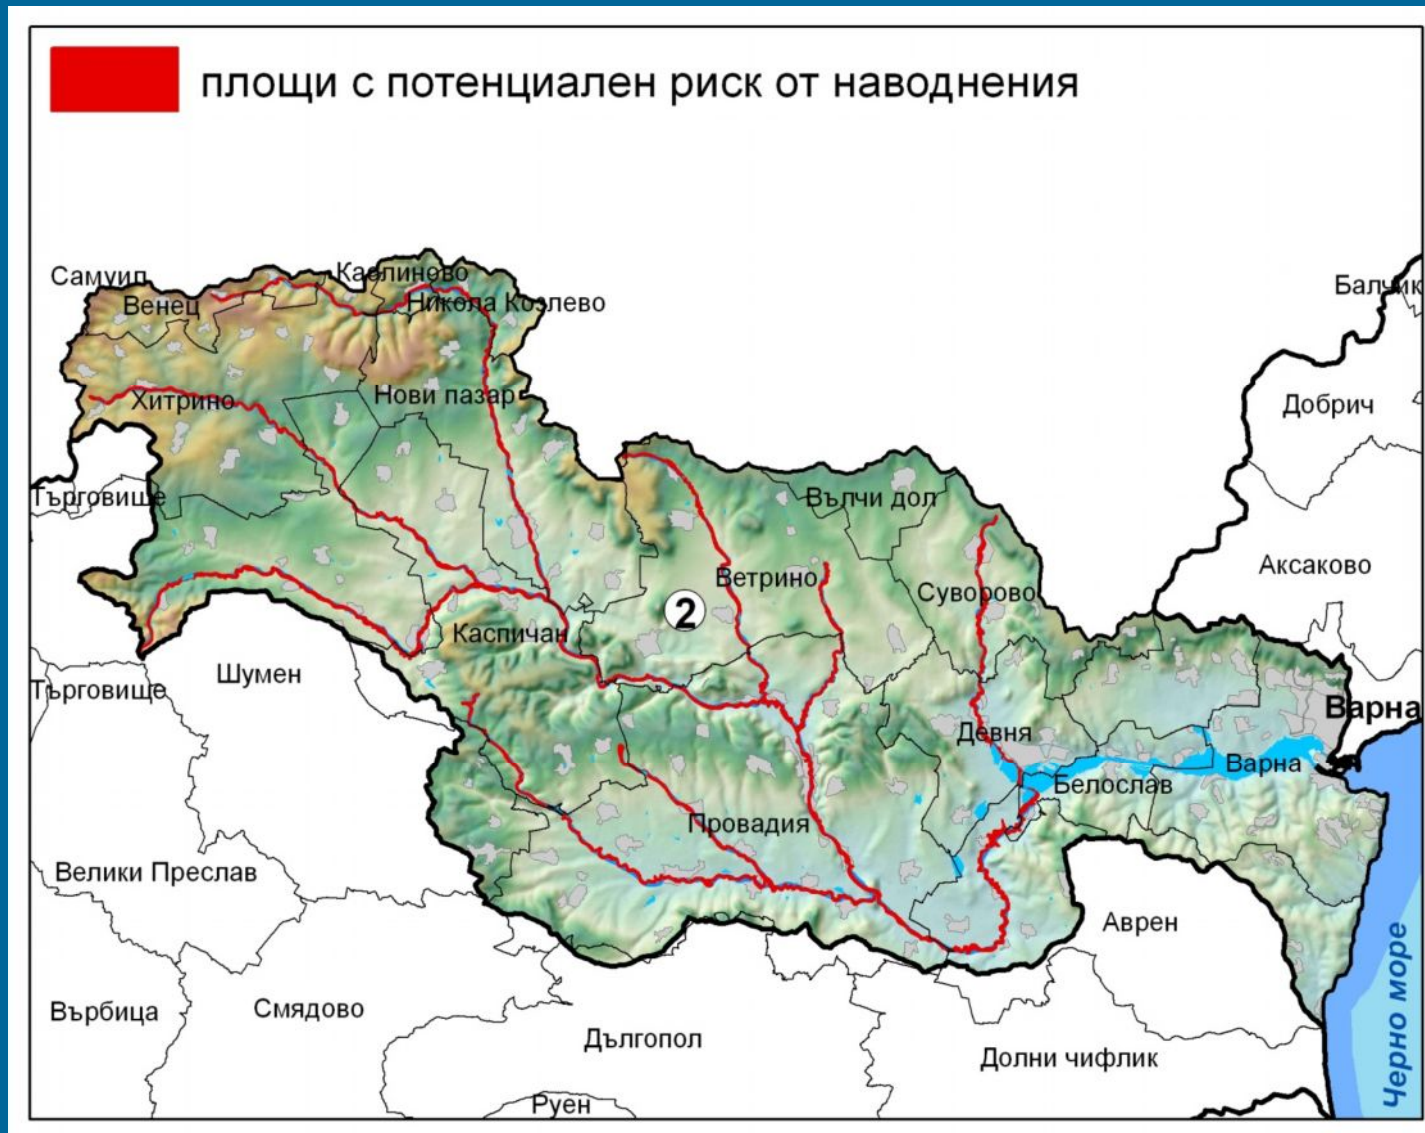 площи с потенциален риск от наводнения
Самуил
Каолиново
Венец
Никола Козлево
Балчик
Хитрино
Нови пазар
Добрич
Търговище
Вълчи дол
Ветрино
Суворово
Аксаково
2
Каспичан
Шумен
Търговище
Варна
Девня
Варна
Белослав
Провадия
Велики Преслав
Аврен
Върбица
Смядово
Дългопол
Долни чифлик
Черно море
Руен